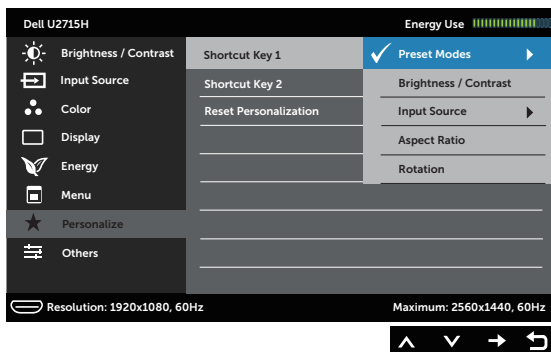 Dell U2715H Energy Use
Brightness / Contrast
Input Source
Color
Display
Energy
Menu
Personalize
Others
Shortcut Key 1
Shortcut Key 2
Reset Personalization
Preset Modes
Brightness / Contrast
Input Source
Aspect Ratio
Rotation
Resolution: 1920x1080, 60Hz Maximum: 2560x1440, 60Hz